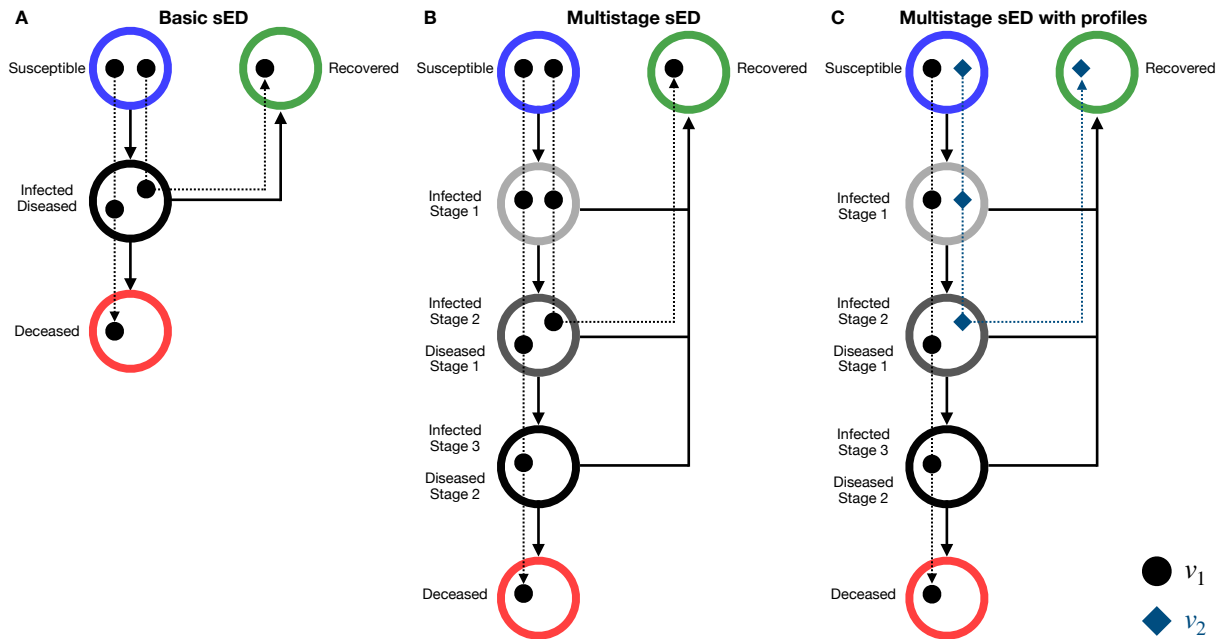 A
Basic sED
Susceptible
Recovered
Infected
Diseased
Deceased
B
Multistage sED
Susceptible
Recovered
Infected
Stage 1
Infected
Stage 2
Diseased
Stage 1
Infected
Stage 3
Diseased
Stage 2
Deceased
C
Multistage sED with profiles
Susceptible
Recovered
Infected
Stage 1
Infected
Stage 2
Diseased
Stage 1
Infected
Stage 3
Diseased
Stage 2
Deceased
v₁
v₂